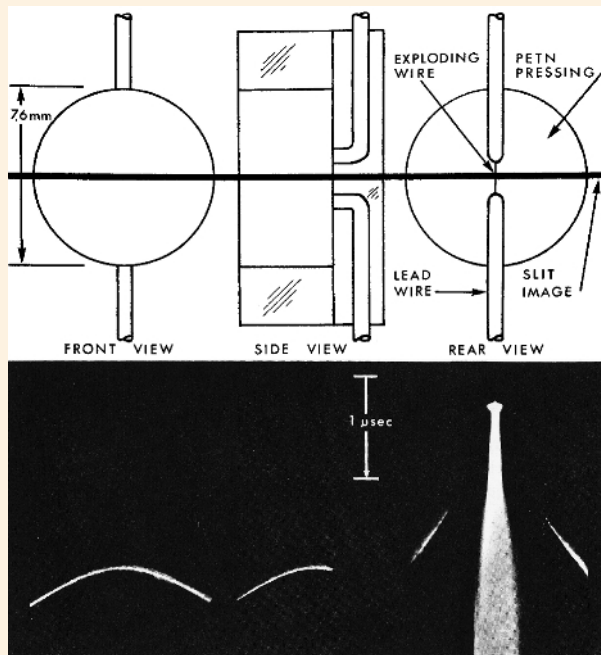 EXPLODING WIRE
PETN PRESSING
7.6mm
LEAD WIRE
SLIT IMAGE
FRONT VIEW
SIDE VIEW
REAR VIEW
1 μsec